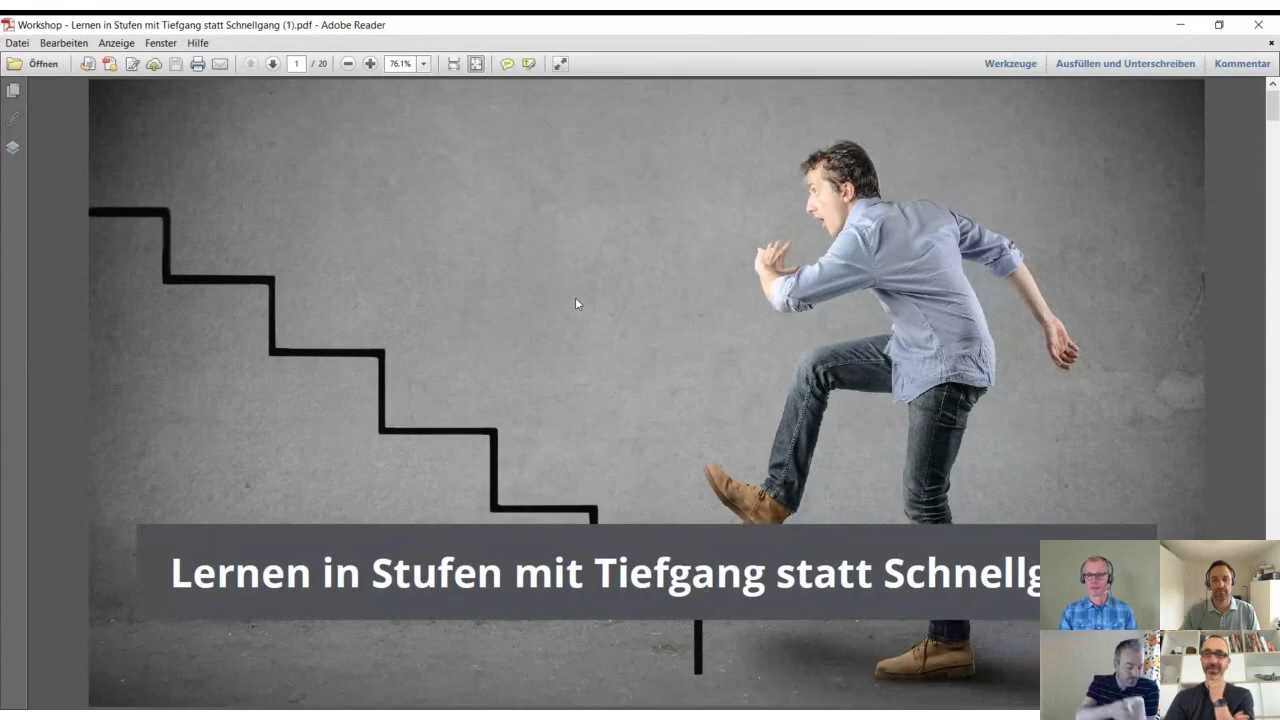 Workshop - Lernen in Stufen mit Tiefgang statt Schnellgang (1).pdf - Adobe Reader
Datei Bearbeiten Anzeige Fenster Hilfe
Öffnen 1 / 20 76.1% Werkzeuge Ausfüllen und Unterschreiben Kommentar
Lernen in Stufen mit Tiefgang statt Schnellg